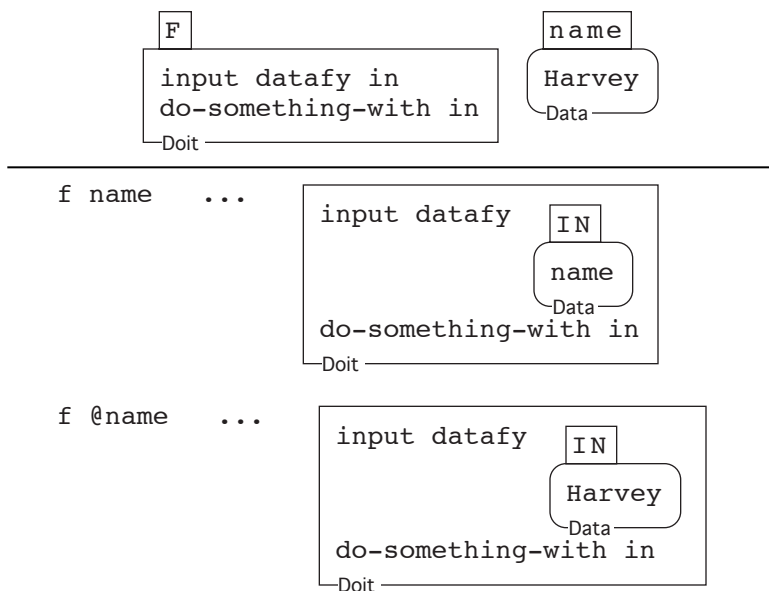 F
name
input datafy in
do-something-with in
Doit
Harvey
Data
f name ...
input datafy
IN
name
Data
do-something-with in
Doit
f @name ...
input datafy
IN
Harvey
Data
do-something-with in
Doit